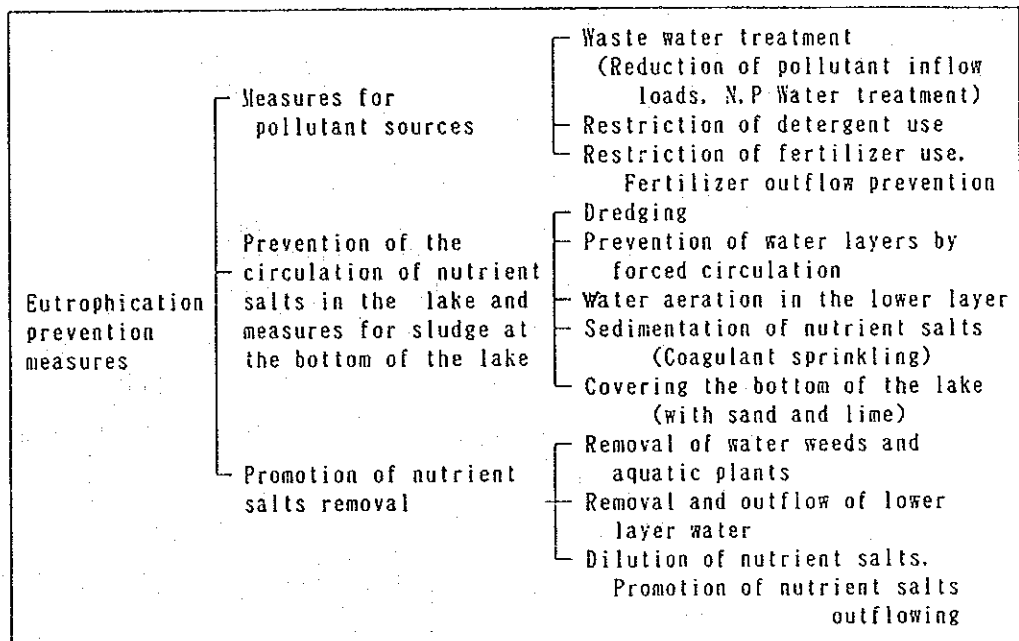 Eutrophication
prevention
measures
Measures for
pollutant sources
Waste water treatment
(Reduction of pollutant inflow
loads. N,P Water treatment)
Restriction of detergent use
Restriction of fertilizer use.
Fertilizer outflow prevention
Prevention of the
circulation of nutrient
salts in the lake and
measures for sludge at
the bottom of the lake
Dredging
Prevention of water layers by
forced circulation
Water aeration in the lower layer
Sedimentation of nutrient salts
(Coagulant sprinkling)
Covering the bottom of the lake
(with sand and lime)
Promotion of nutrient
salts removal
Removal of water weeds and
aquatic plants
Removal and outflow of lower
layer water
Dilution of nutrient salts.
Promotion of nutrient salts
outflowing